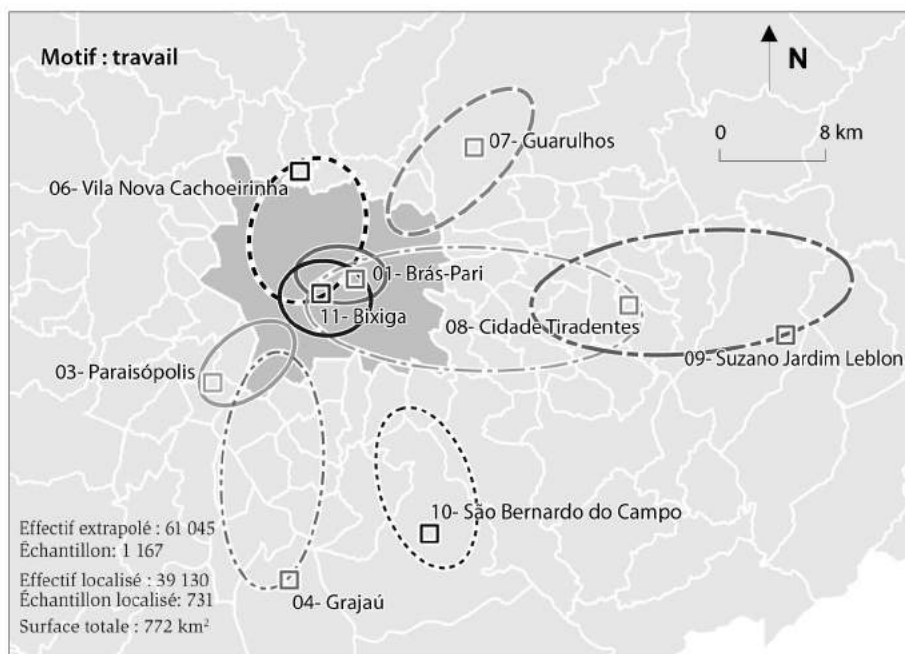 Motif : travail
N
0 8 km
07- Guarulhos
06- Vila Nova Cachoeirinha
01- Brás-Pari
11- Bixiga
08- Cidade Tiradentes
09- Suzano Jardim Leblon
03- Paraisópolis
10- São Bernardo do Campo
04- Grajaú
Effectif extrapolé : 61 045
Échantillon: 1 167
Effectif localisé : 39 130
Échantillon localisé: 731
Surface totale : 772 km²